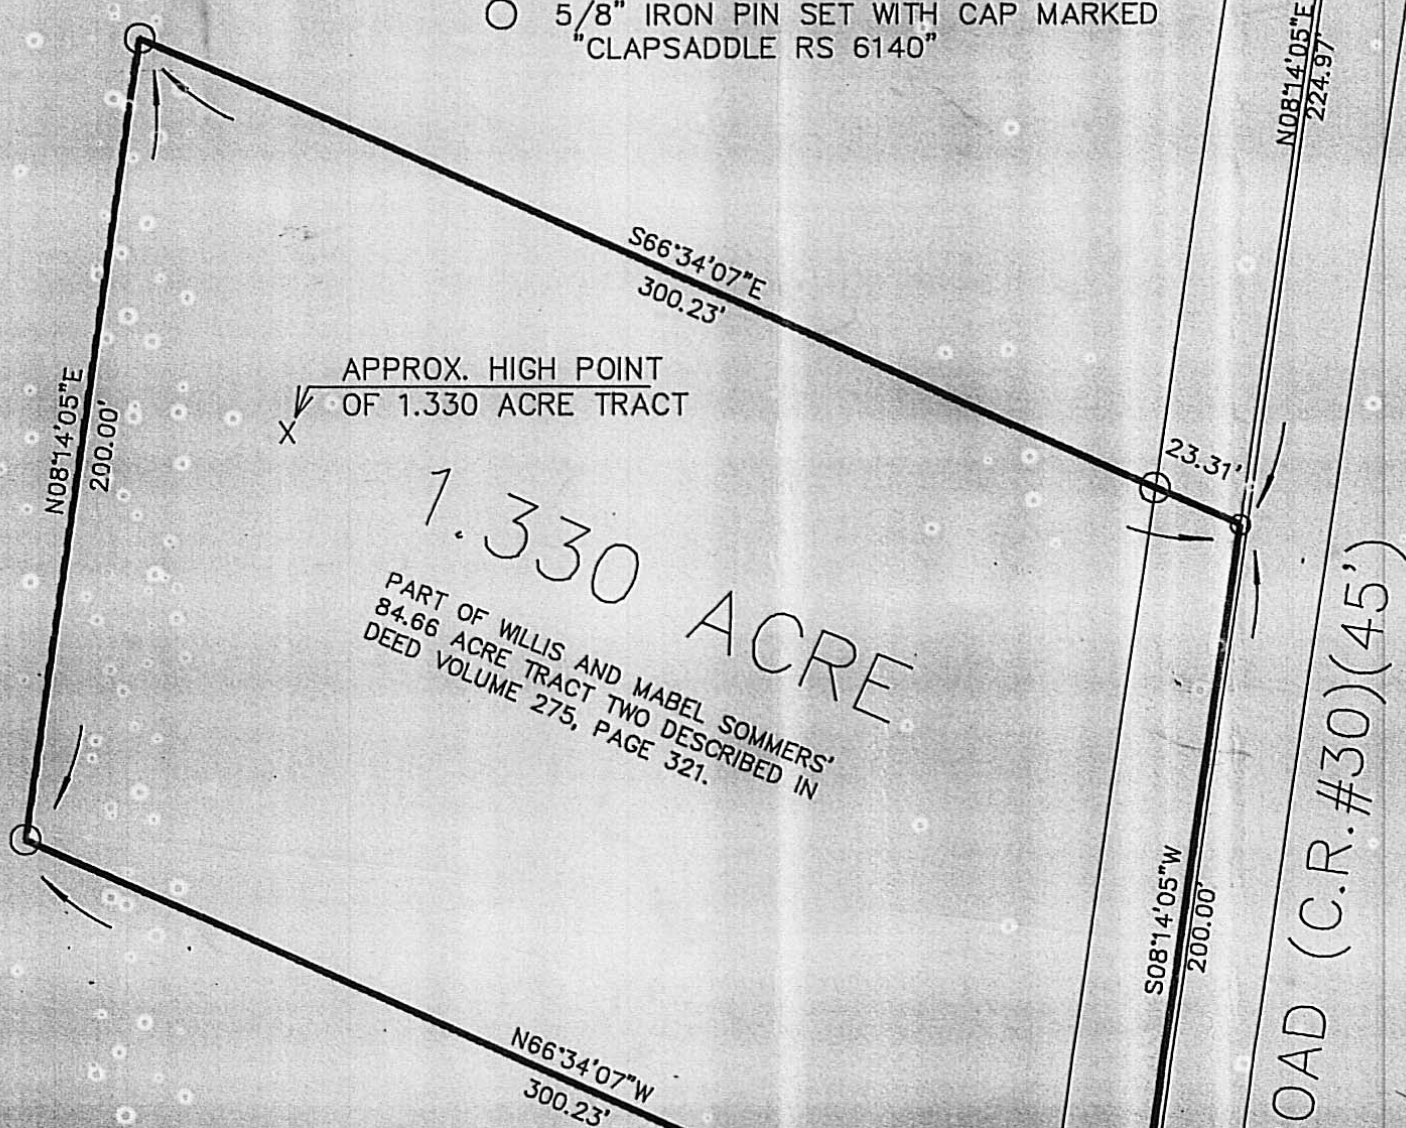 5/8" IRON PIN SET WITH CAP MARKED
"CLAPSADDLE RS 6140"
N08°14'05"E
224.97'
S66°34'07"E
300.23'
N08°14'05"E
200.00'
APPROX. HIGH POINT
OF 1.330 ACRE TRACT
X
23.31'
1.330 ACRE
PART OF WILLIS AND MABEL SOMMERS'
84.66 ACRE TRACT TWO DESCRIBED IN
DEED VOLUME 275, PAGE 321.
S08°14'05"W
200.00'
OAD (C.R.#30)(45')
N66°34'07"W
300.23'